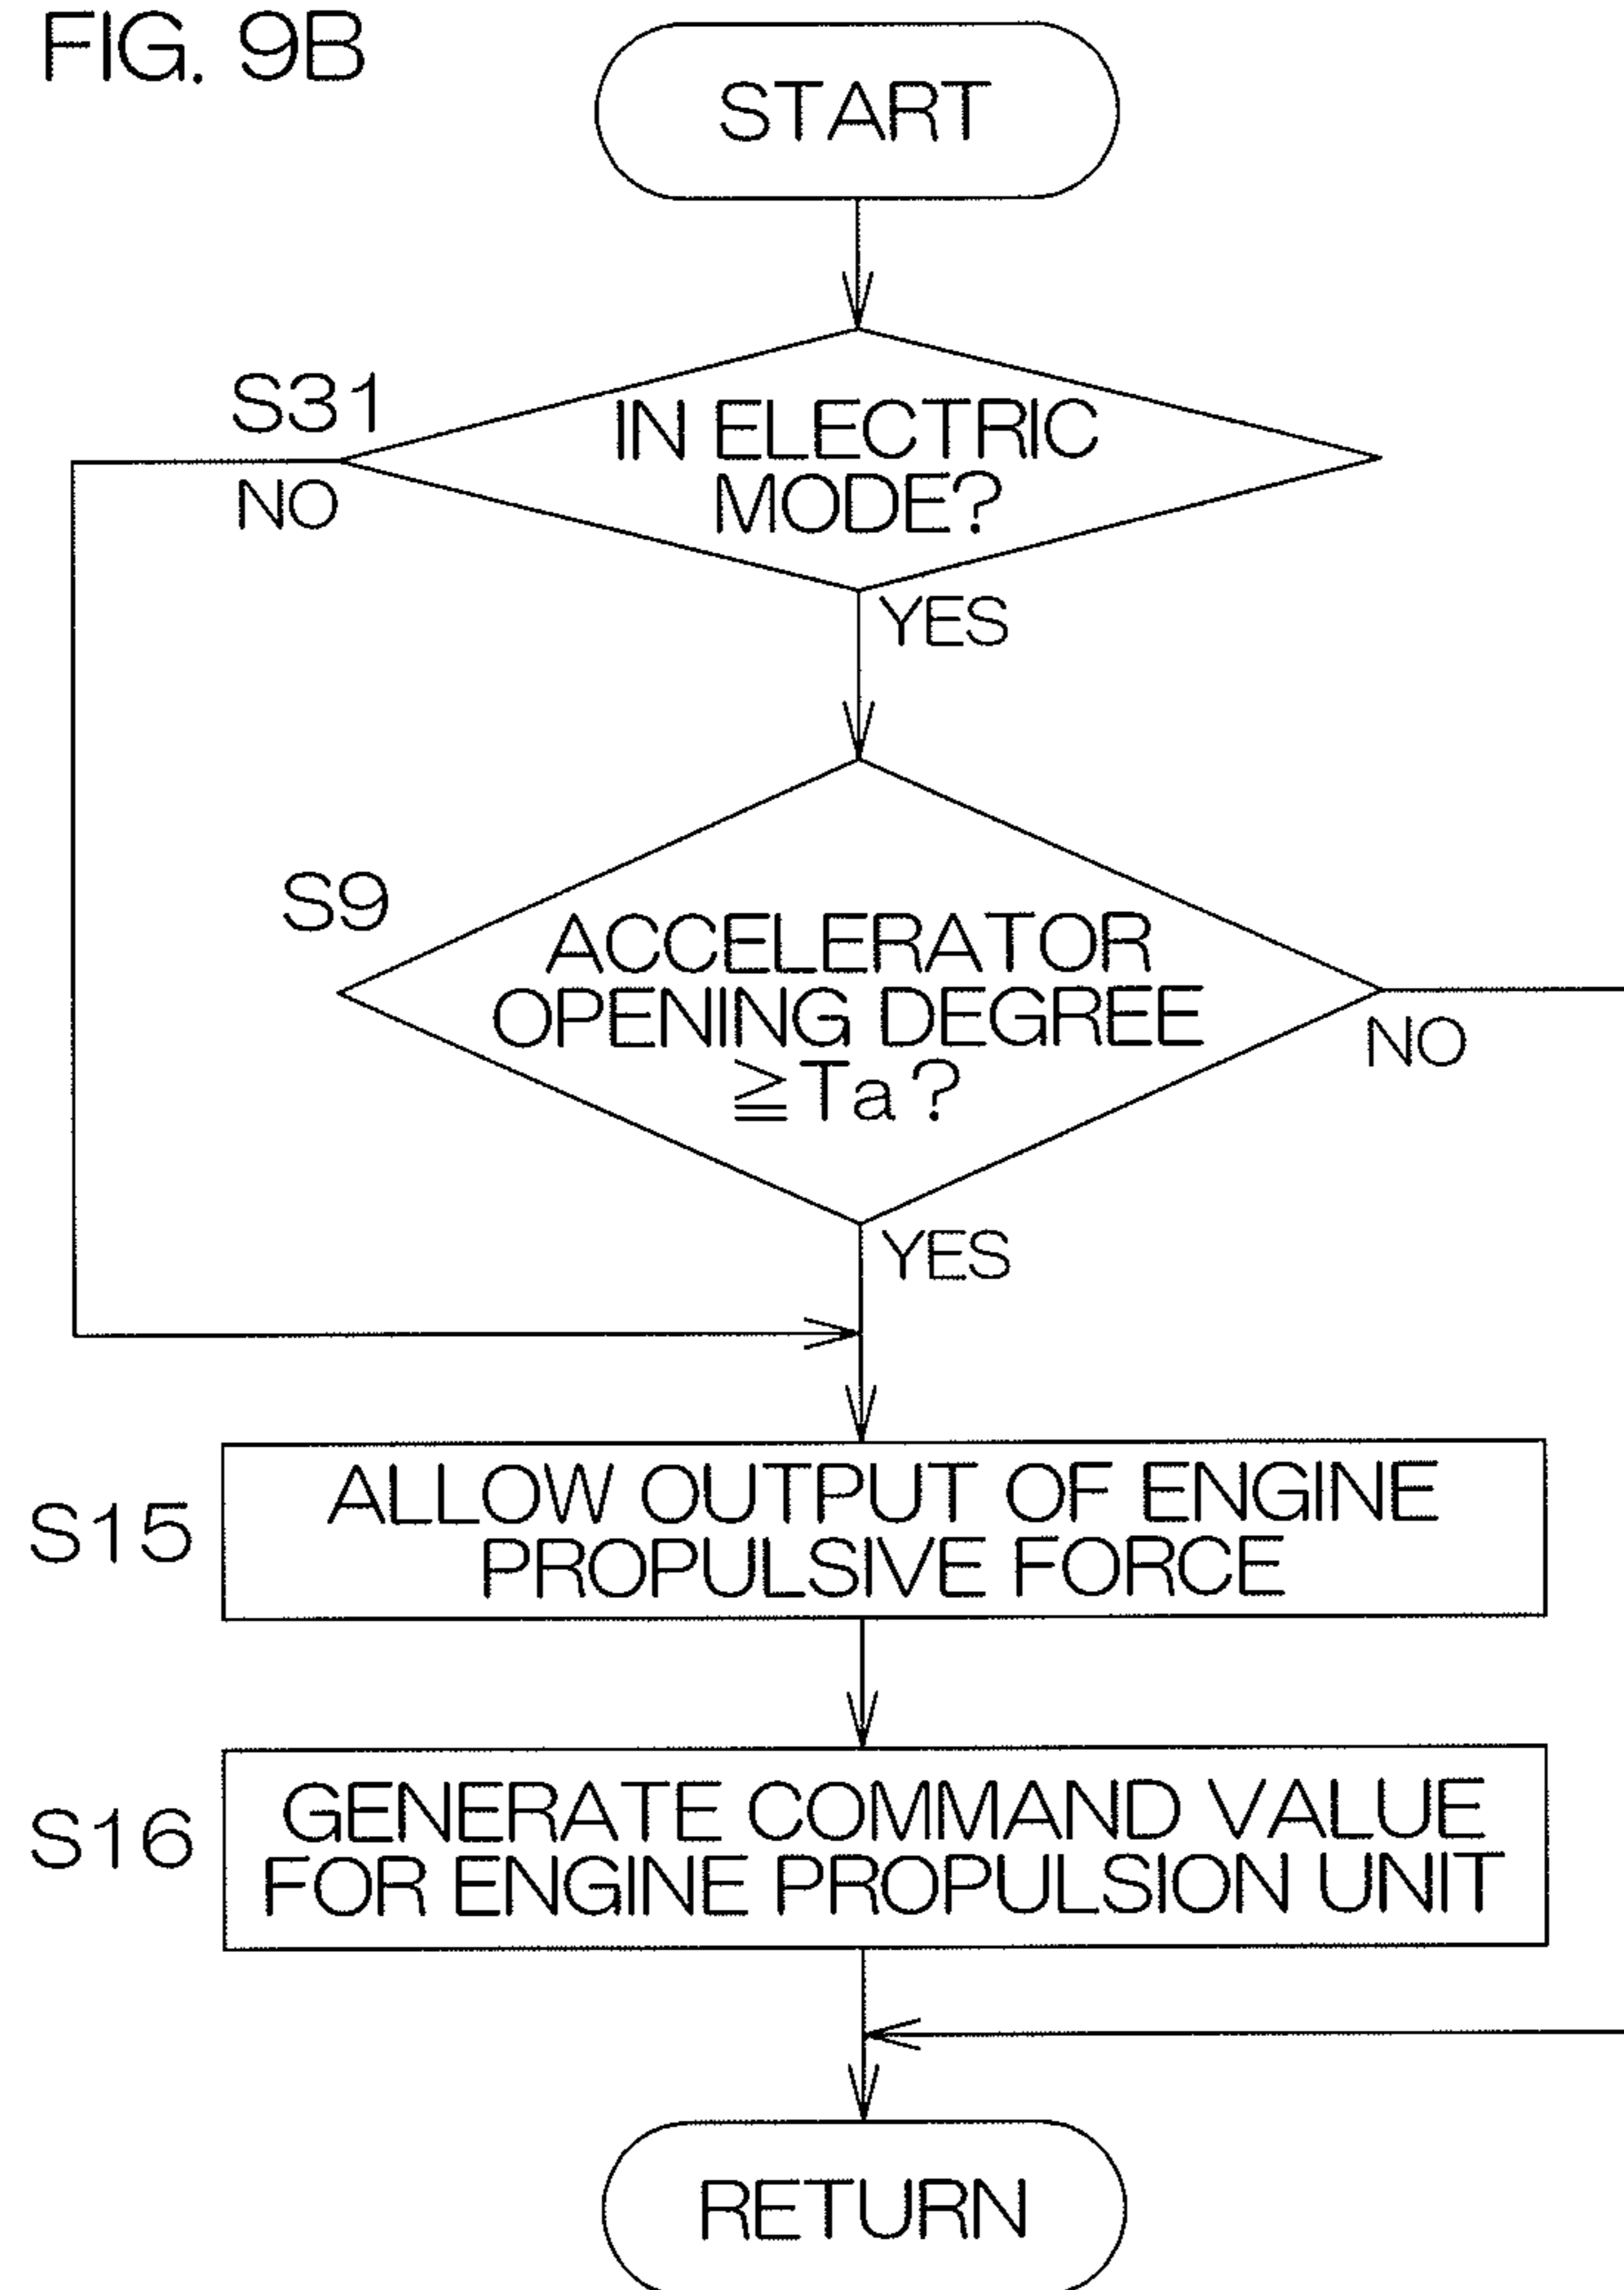 FIG. 9B
START
S31
IN ELECTRIC
MODE?
NO
YES
S9
ACCELERATOR
OPENING DEGREE
≧Ta?
NO
YES
S15
ALLOW OUTPUT OF ENGINE
PROPULSIVE FORCE
S16
GENERATE COMMAND VALUE
FOR ENGINE PROPULSION UNIT
RETURN